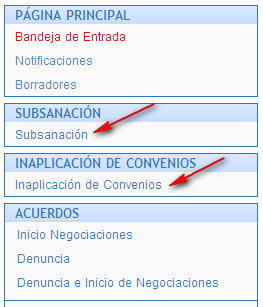 PÁGINA PRINCIPAL
Bandeja de Entrada
Notificaciones
Borradores
SUBSANACIÓN
Subsanación
INAPLICACIÓN DE CONVENIOS
Inaplicación de Convenios
ACUERDOS
Inicio Negociaciones
Denuncia
Denuncia e Inicio de Negociaciones